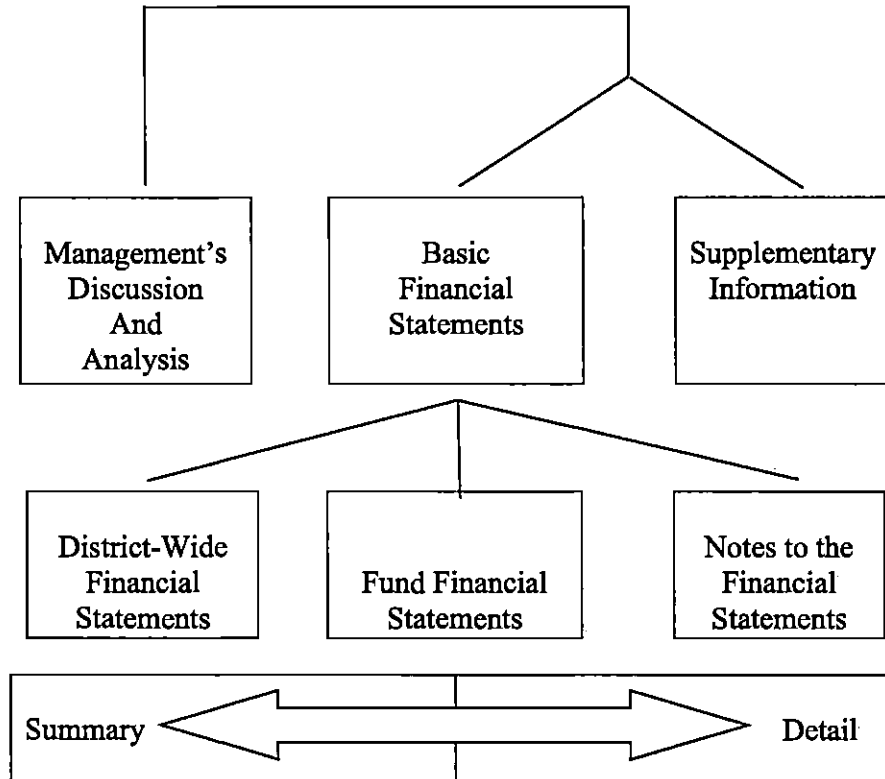 Management's
Discussion
And
Analysis
Basic
Financial
Statements
Supplementary
Information
District-Wide
Financial
Statements
Fund Financial
Statements
Notes to the
Financial
Statements
Summary
Detail